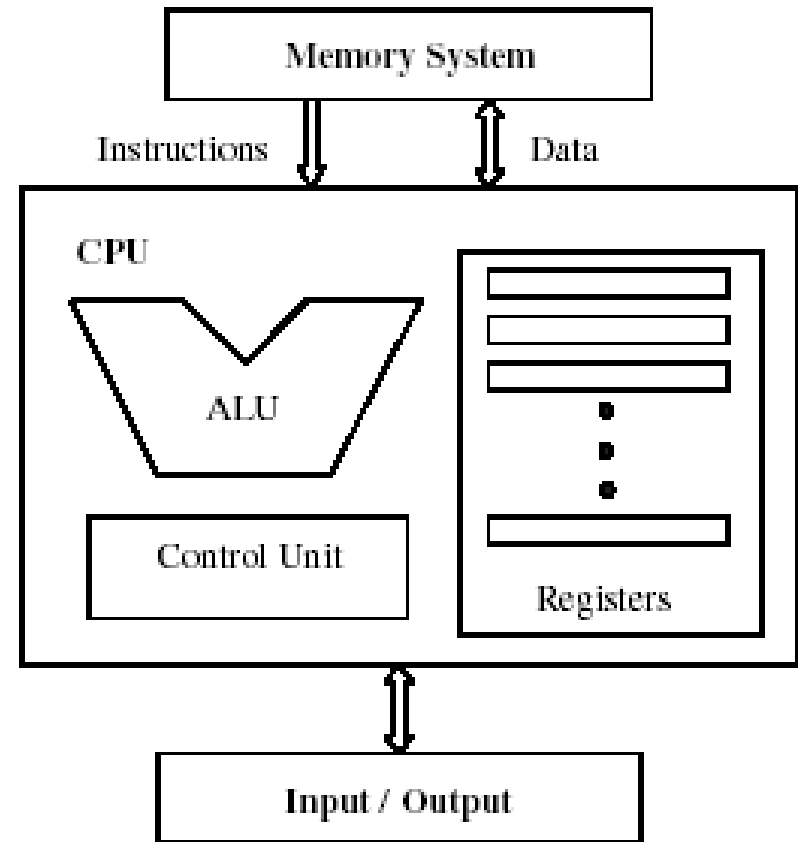 Memory System
Instructions
Data
CPU
ALU
Control Unit
Registers
Input / Output